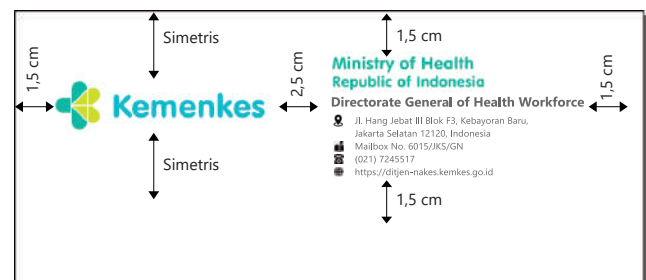 Simetris
1,5 cm
1,5 cm
Kemenkes
2,5 cm
Ministry of Health
Republic of Indonesia
Directorate General of Health Workforce
Jl. Hang Jebat III Blok F3, Kebayoran Baru,
Jakarta Selatan 12120, Indonesia
Mailbox No. 6015/JKS/GN
(021) 7245517
https://ditjen-nakes.kemkes.go.id
1,5 cm
Simetris
1,5 cm